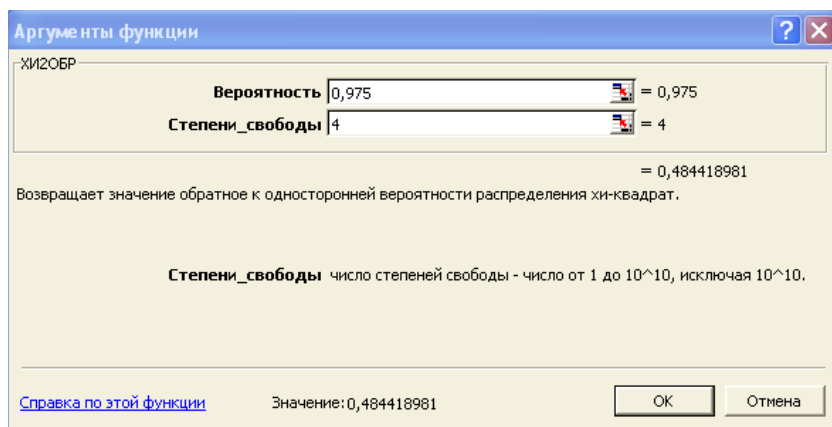 Аргументы функции
ХИ2ОБР
Вероятность 0,975 = 0,975
Степени_свободы 4 = 4
= 0,484418981
Возвращает значение обратное к односторонней вероятности распределения хи-квадрат.
Степени_свободы число степеней свободы - число от 1 до 10^10, исключая 10^10.
Справка по этой функции Значение:0,484418981 ОК Отмена